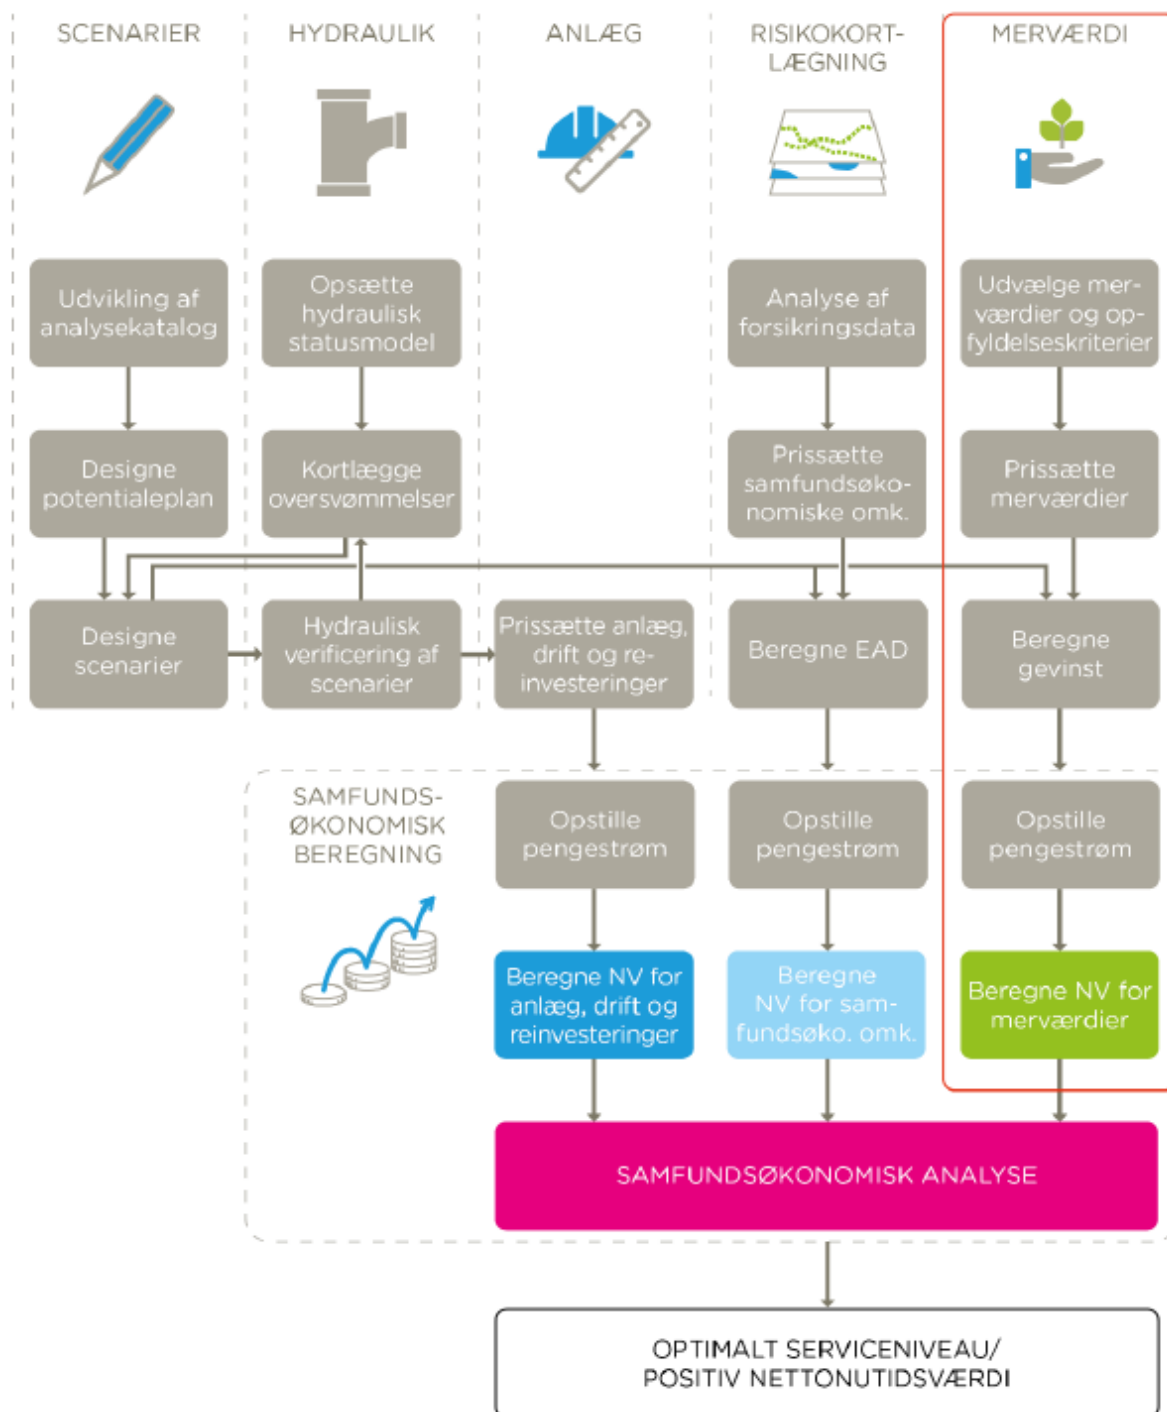 SCENARIER
HYDRAULIK
ANLÆG
RISIKOKORT-
LÆGNING
MERVÆRDI
Udvikling af
analysekatalog
Opsætte
hydraulisk
statusmodel
Analyse af
forsikringsdata
Udvælge mer-
værdier og op-
fyldelseskriterier
Designe
potentialeplan
Kortlægge
oversvømmelser
Prissætte
samfundsøko-
nomiske omk.
Prissætte
merværdier
Designe
scenarier
Hydraulisk
verificering af
scenarier
Prissætte anlæg,
drift og re-
investeringer
Beregne EAD
Beregne
gevinst
SAMFUNDS-
ØKONOMISK
BEREGNING
Opstille
pengestrøm
Opstille
pengestrøm
Opstille
pengestrøm
Beregne NV for
anlæg, drift og
reinvesteringer
Beregne
NV for sam-
fundsøko. omk.
Beregne NV for
merværdier
SAMFUNDSØKONOMISK ANALYSE
OPTIMALT SERVICENIVEAU/
POSITIV NETTONUTIDSVÆRDI